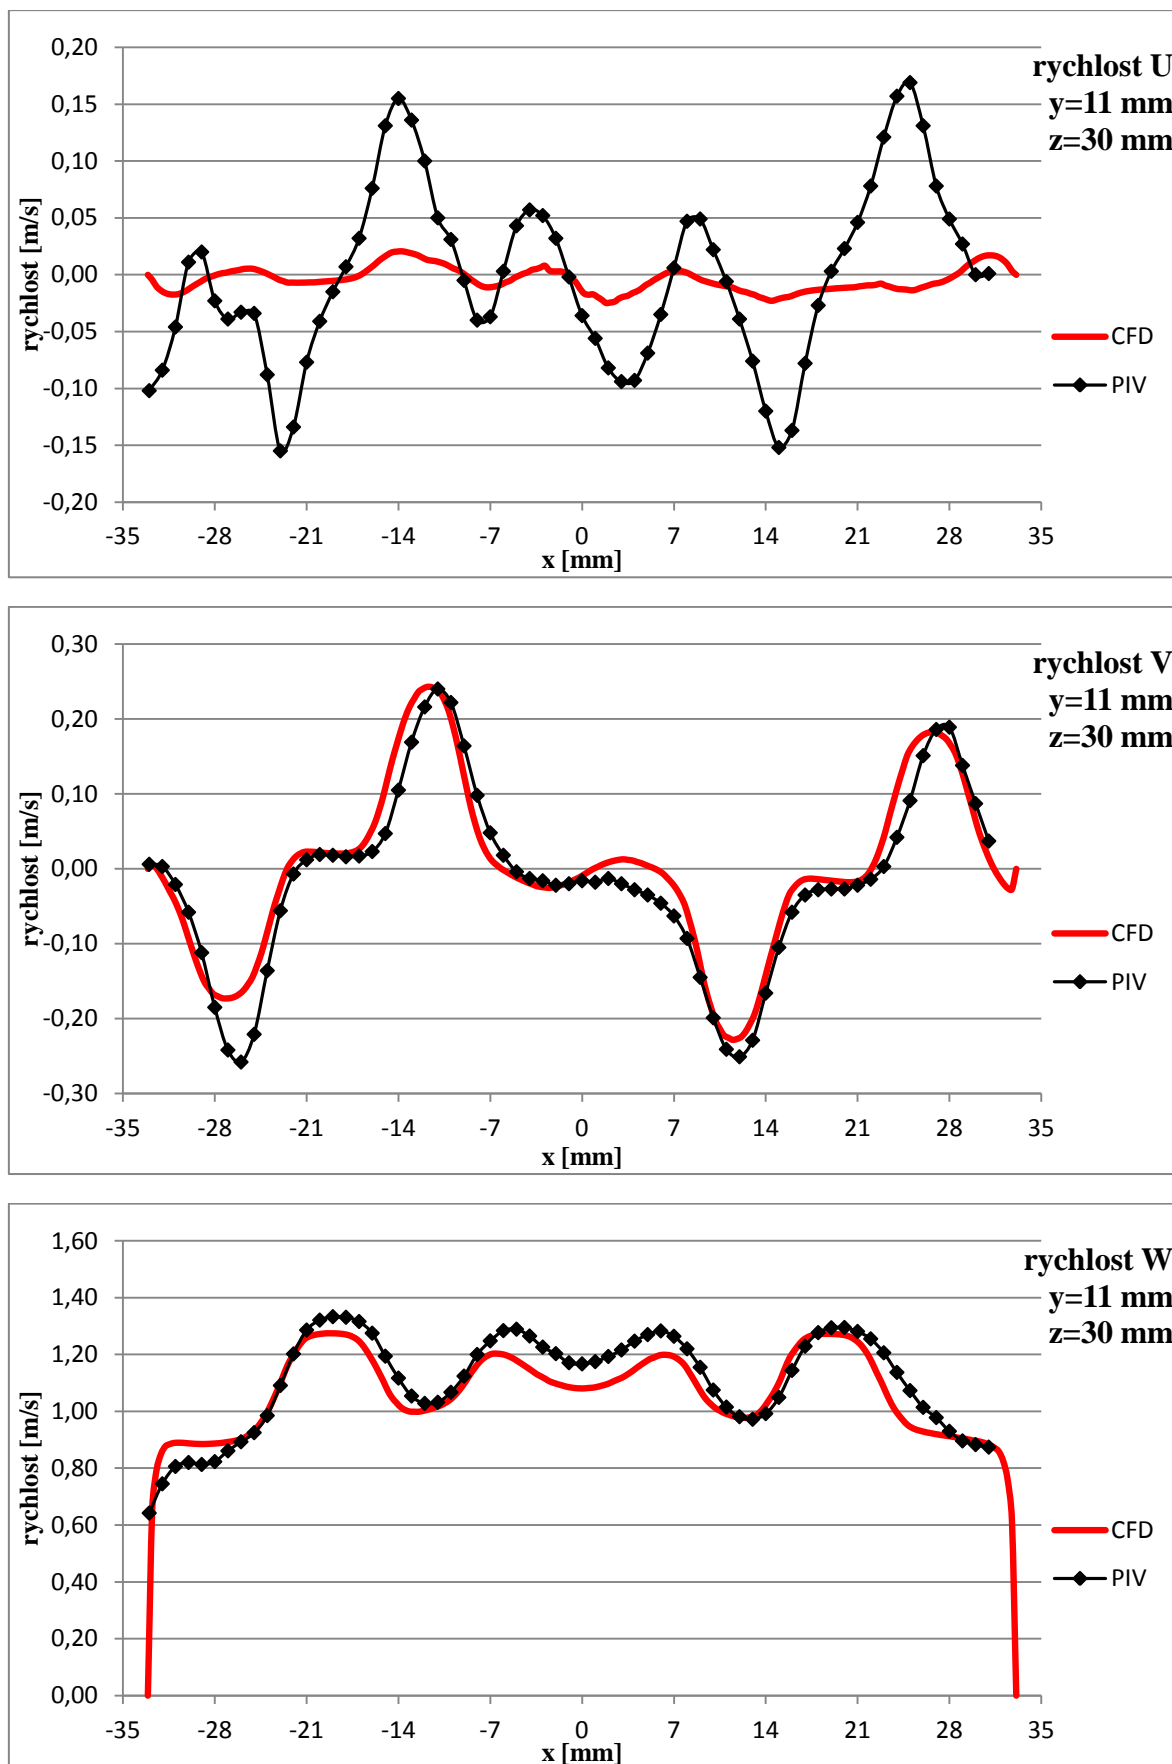 0,20
0,15
0,10
0,05
0,00
-0,05
-0,10
-0,15
-0,20
rychlost [m/s]
-35 -28 -21 -14 -7 0 7 14 21 28 35
x [mm]
rychlost U
y=11 mm
z=30 mm
CFD
PIV
0,30
0,20
0,10
0,00
-0,10
-0,20
-0,30
rychlost [m/s]
-35 -28 -21 -14 -7 0 7 14 21 28 35
x [mm]
rychlost V
y=11 mm
z=30 mm
CFD
PIV
1,60
1,40
1,20
1,00
0,80
0,60
0,40
0,20
0,00
rychlost [m/s]
-35 -28 -21 -14 -7 0 7 14 21 28 35
x [mm]
rychlost W
y=11 mm
z=30 mm
CFD
PIV